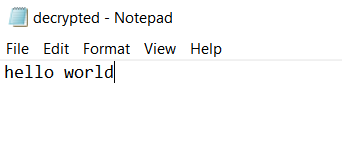 decrypted - Notepad
File Edit Format View Help
hello world